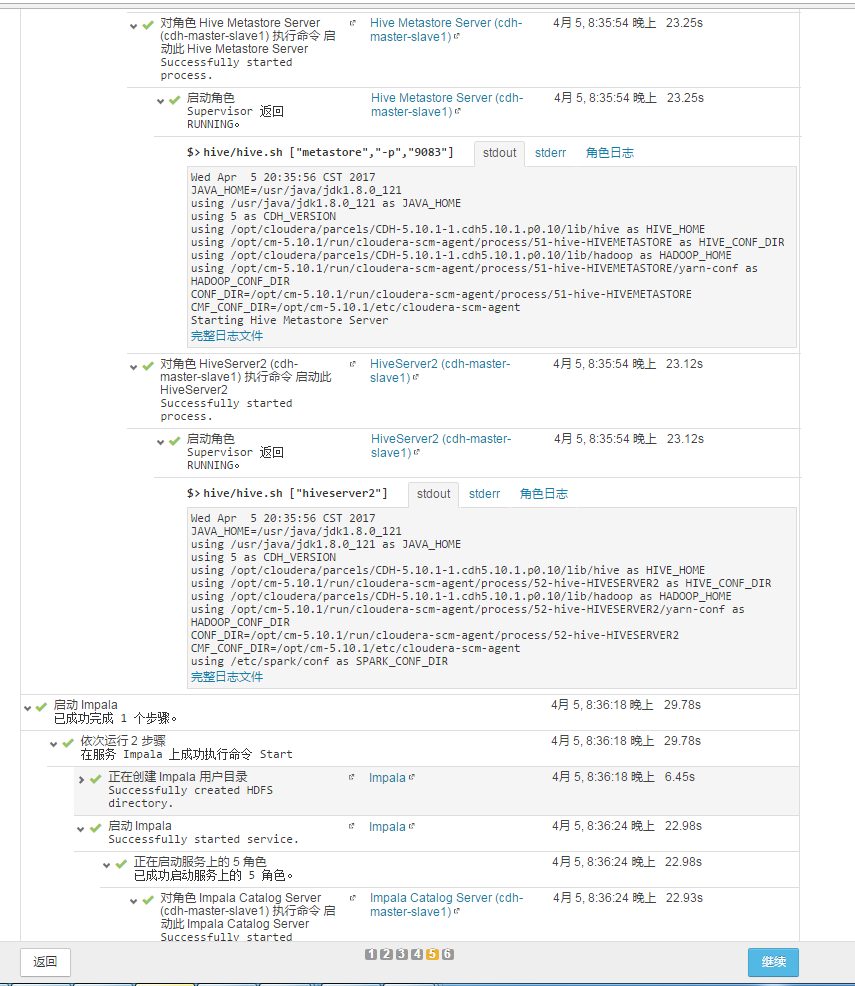 对角色 Hive Metastore Server Hive Metastore Server (cdh- 4月 5, 8:35:54 晚上 23.25s
(cdh-master-slave1) 执行命令 启 master-slave1)
动此 Hive Metastore Server
Successfully started
process.
启动角色 Hive Metastore Server (cdh- 4月 5, 8:35:54 晚上 23.25s
Supervisor 返回 master-slave1)
RUNNING。
$> hive/hive.sh ["metastore","-p","9083"] stdout stderr 角色日志
Wed Apr  5 20:35:56 CST 2017
JAVA_HOME=/usr/java/jdk1.8.0_121
using /usr/java/jdk1.8.0_121 as JAVA_HOME
using 5 as CDH_VERSION
using /opt/cloudera/parcels/CDH-5.10.1-1.cdh5.10.1.p0.10/lib/hive as HIVE_HOME
using /opt/cm-5.10.1/run/cloudera-scm-agent/process/51-hive-HIVEMETASTORE as HIVE_CONF_DIR
using /opt/cloudera/parcels/CDH-5.10.1-1.cdh5.10.1.p0.10/lib/hadoop as HADOOP_HOME
using /opt/cm-5.10.1/run/cloudera-scm-agent/process/51-hive-HIVEMETASTORE/yarn-conf as
HADOOP_CONF_DIR
CONF_DIR=/opt/cm-5.10.1/run/cloudera-scm-agent/process/51-hive-HIVEMETASTORE
CMF_CONF_DIR=/opt/cm-5.10.1/etc/cloudera-scm-agent
Starting Hive Metastore Server
完整日志文件
对角色 HiveServer2 (cdh- HiveServer2 (cdh-master- 4月 5, 8:35:54 晚上 23.12s
master-slave1) 执行命令 启动此 slave1)
HiveServer2
Successfully started
process.
启动角色 HiveServer2 (cdh-master- 4月 5, 8:35:54 晚上 23.12s
Supervisor 返回 slave1)
RUNNING。
$> hive/hive.sh ["hiveserver2"] stdout stderr 角色日志
Wed Apr  5 20:35:56 CST 2017
JAVA_HOME=/usr/java/jdk1.8.0_121
using /usr/java/jdk1.8.0_121 as JAVA_HOME
using 5 as CDH_VERSION
using /opt/cloudera/parcels/CDH-5.10.1-1.cdh5.10.1.p0.10/lib/hive as HIVE_HOME
using /opt/cm-5.10.1/run/cloudera-scm-agent/process/52-hive-HIVESERVER2 as HIVE_CONF_DIR
using /opt/cloudera/parcels/CDH-5.10.1-1.cdh5.10.1.p0.10/lib/hadoop as HADOOP_HOME
using /opt/cm-5.10.1/run/cloudera-scm-agent/process/52-hive-HIVESERVER2/yarn-conf as
HADOOP_CONF_DIR
CONF_DIR=/opt/cm-5.10.1/run/cloudera-scm-agent/process/52-hive-HIVESERVER2
CMF_CONF_DIR=/opt/cm-5.10.1/etc/cloudera-scm-agent
using /etc/spark/conf as SPARK_CONF_DIR
完整日志文件
启动 Impala 4月 5, 8:36:18 晚上 29.78s
已成功完成 1 个步骤。
依次运行 2 步骤 4月 5, 8:36:18 晚上 29.78s
在服务 Impala 上成功执行命令 Start
正在创建 Impala 用户目录 Impala 4月 5, 8:36:18 晚上 6.45s
Successfully created HDFS
directory.
启动 Impala Impala 4月 5, 8:36:24 晚上 22.98s
Successfully started service.
正在启动服务上的 5 角色 4月 5, 8:36:24 晚上 22.98s
已成功启动服务上的 5 角色。
对角色 Impala Catalog Server Impala Catalog Server (cdh- 4月 5, 8:36:24 晚上 22.93s
(cdh-master-slave1) 执行命令 启 master-slave1)
动此 Impala Catalog Server
Successfully started
返回 1 2 3 4 5 6 继续